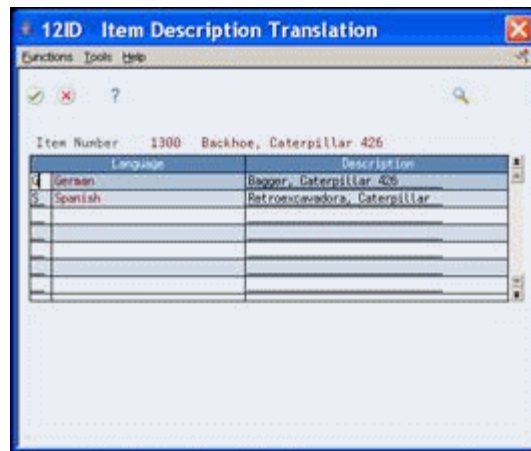 12ID Item Description Translation
Functions Tools Help
?
Item Number 1300 Backhoe, Caterpillar 426
Language Description
G German Bagger, Caterpillar 426
S Spanish Retroexcavadora, Caterpillar